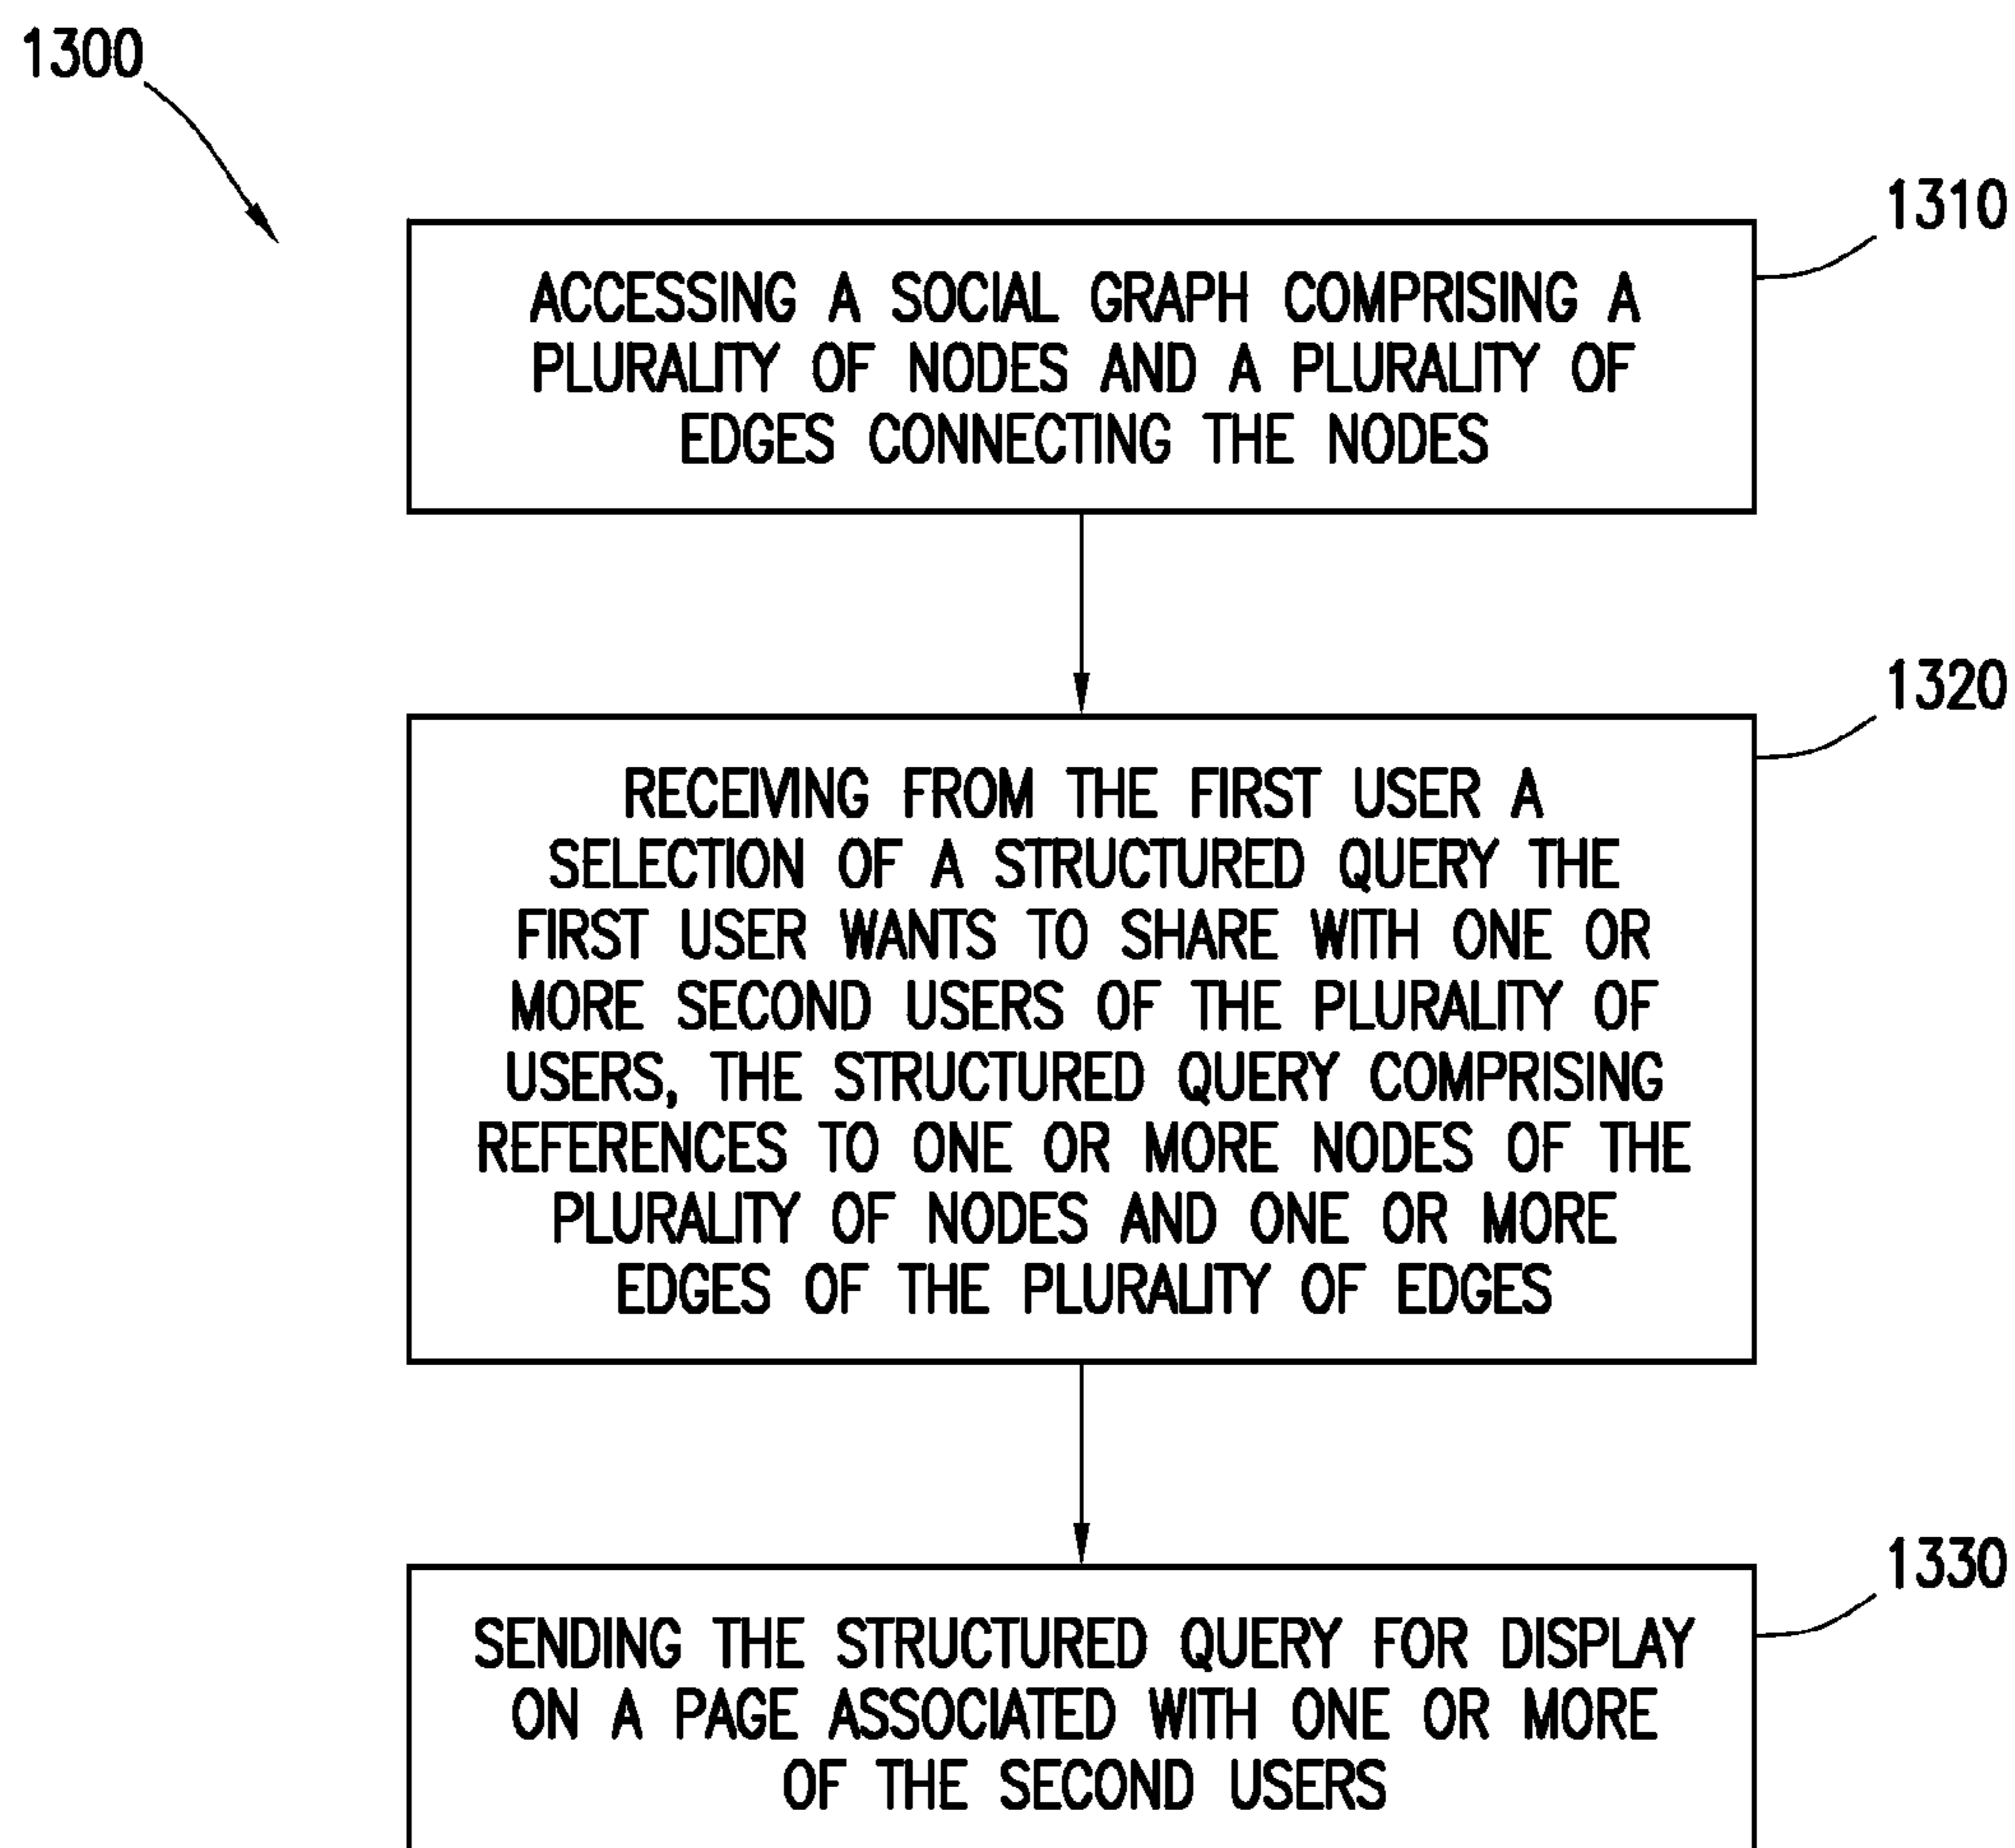 1300
1310
ACCESSING A SOCIAL GRAPH COMPRISING A
PLURALITY OF NODES AND A PLURALITY OF
EDGES CONNECTING THE NODES
1320
RECEIVING FROM THE FIRST USER A
SELECTION OF A STRUCTURED QUERY THE
FIRST USER WANTS TO SHARE WITH ONE OR
MORE SECOND USERS OF THE PLURALITY OF
USERS, THE STRUCTURED QUERY COMPRISING
REFERENCES TO ONE OR MORE NODES OF THE
PLURALITY OF NODES AND ONE OR MORE
EDGES OF THE PLURALITY OF EDGES
1330
SENDING THE STRUCTURED QUERY FOR DISPLAY
ON A PAGE ASSOCIATED WITH ONE OR MORE
OF THE SECOND USERS